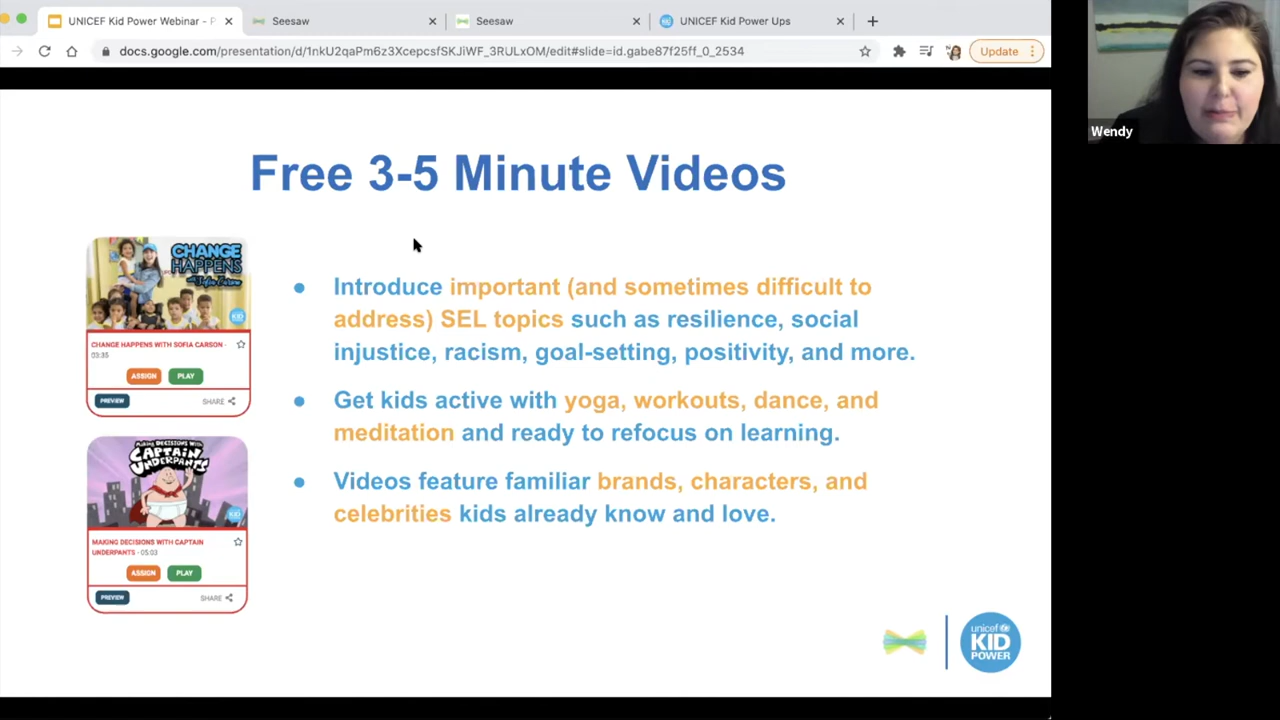 UNICEF Kid Power Webinar - P
Seesaw
Seesaw
UNICEF Kid Power Ups
docs.google.com/presentation/d/1nkU2qaPm6z3XcepcsfSKJiWF_3RULxOM/edit#slide=id.gabe87f25ff_0_2534
Update
Wendy
Free 3-5 Minute Videos
CHANGE
HAPPENS
with Sofia Carson
KID
CHANGE HAPPENS WITH SOFIA CARSON -
03:35
ASSIGN PLAY
PREVIEW SHARE
Making DECISIONS WITH
CAPTAIN
UNDERPANTS
KID
MAKING DECISIONS WITH CAPTAIN
UNDERPANTS - 05:03
ASSIGN PLAY
PREVIEW SHARE
● Introduce important (and sometimes difficult to
address) SEL topics such as resilience, social
injustice, racism, goal-setting, positivity, and more.
● Get kids active with yoga, workouts, dance, and
meditation and ready to refocus on learning.
● Videos feature familiar brands, characters, and
celebrities kids already know and love.
unicef
KID
POWER